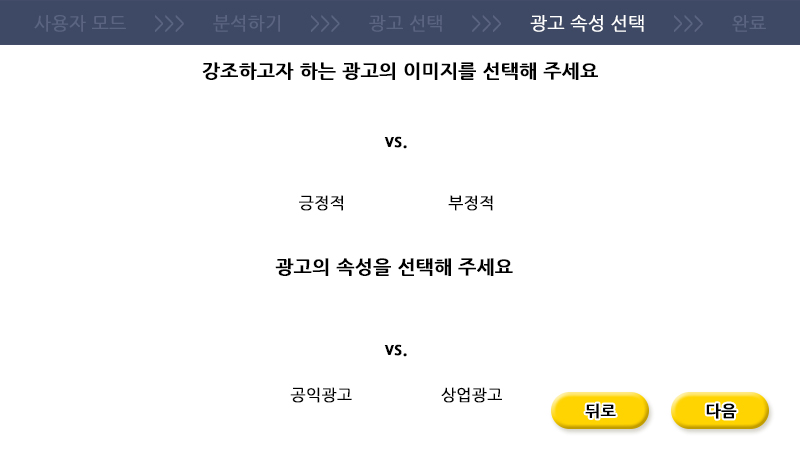 사용자 모드 >>> 분석하기 >>> 광고 선택 >>> 광고 속성 선택 >>> 완료
강조하고자 하는 광고의 이미지를 선택해 주세요
vs.
긍정적 부정적
광고의 속성을 선택해 주세요
vs.
공익광고 상업광고
뒤로 다음